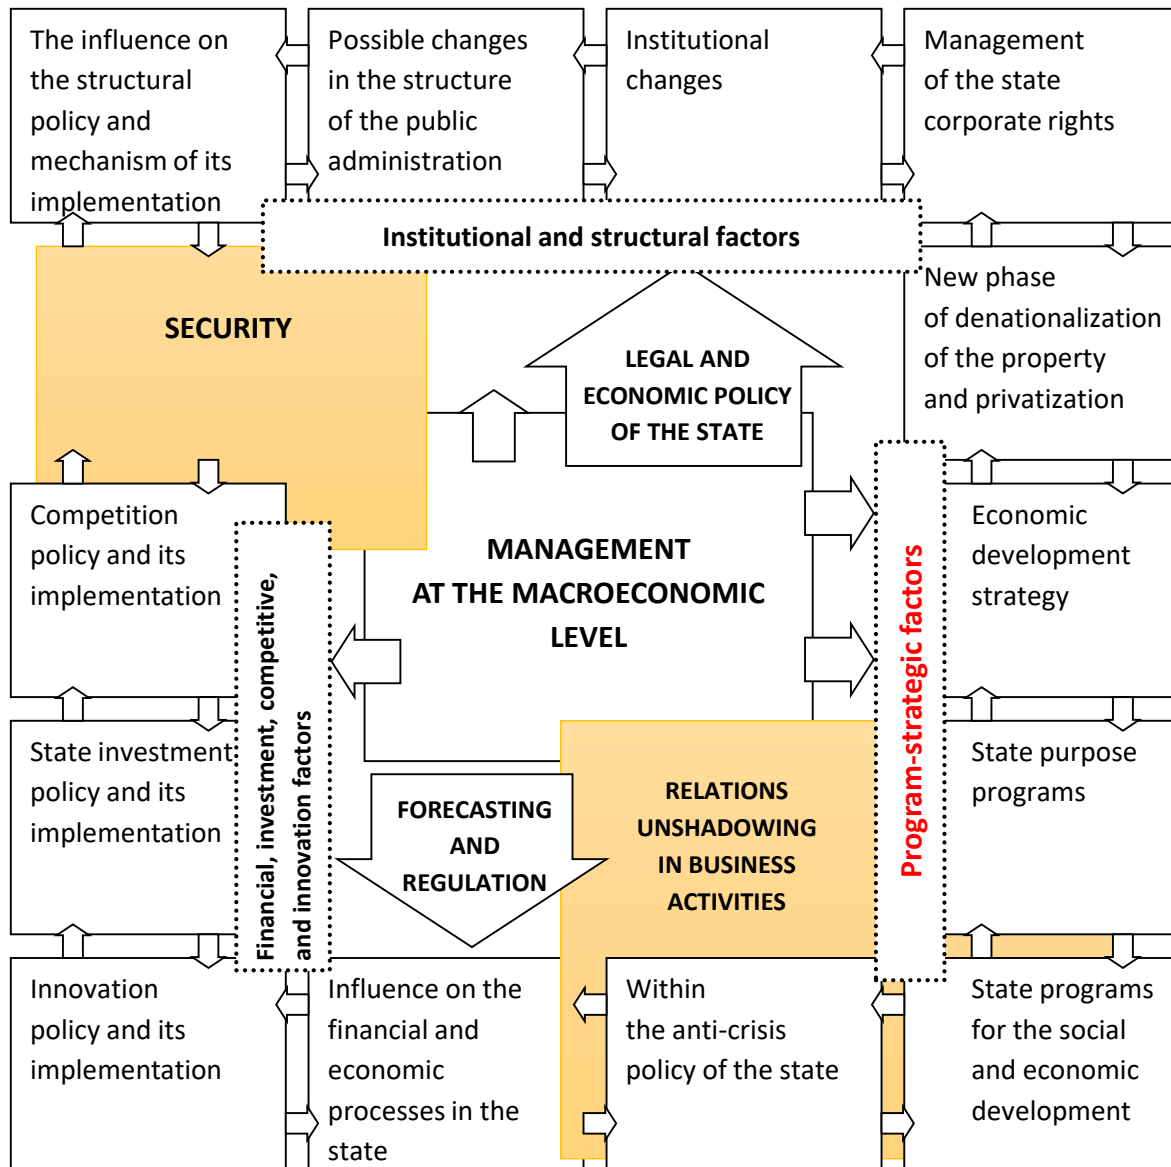 The influence on
the structural
policy and
mechanism of its
implementation
Possible changes
in the structure
of the public
administration
Institutional
changes
Management
of the state
corporate rights
Institutional and structural factors
SECURITY
LEGAL AND
ECONOMIC POLICY
OF THE STATE
New phase
of denationalization
of the property
and privatization
Competition
policy and its
implementation
Financial, investment, competitive,
and innovation factors
MANAGEMENT
AT THE MACROECONOMIC
LEVEL
Program-strategic factors
Economic
development
strategy
State investment
policy and its
implementation
FORECASTING
AND
REGULATION
RELATIONS
UNSHADOWING
IN BUSINESS
ACTIVITIES
State purpose
programs
Innovation
policy and its
implementation
Influence on the
financial and
economic
processes in the
state
Within
the anti-crisis
policy of the state
State programs
for the social
and economic
development